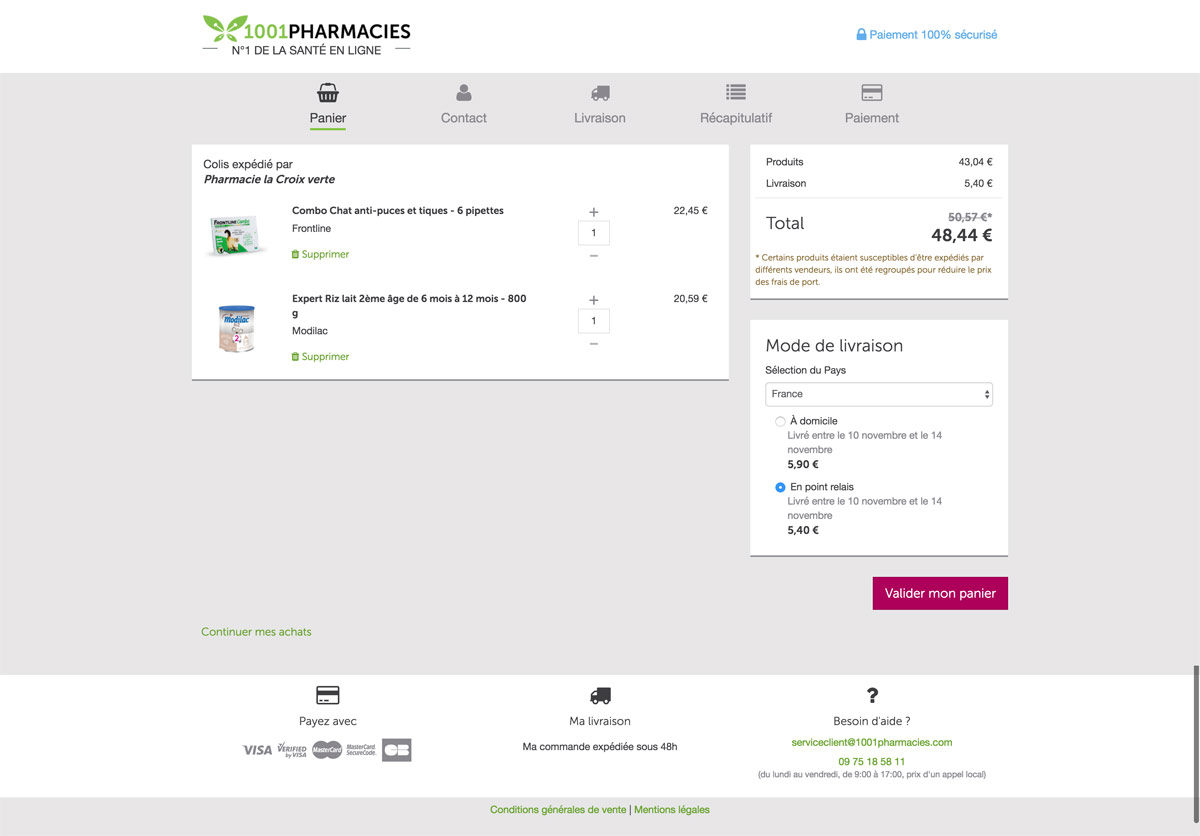 1001PHARMACIES
N°1 DE LA SANTÉ EN LIGNE
Paiement 100% sécurisé
Panier
Contact
Livraison
Récapitulatif
Paiement
Colis expédié par
Pharmacie la Croix verte
FRONTLINE Combo
Combo Chat anti-puces et tiques - 6 pipettes
Frontline
Supprimer
1
22,45 €
modilac
2
Expert Riz lait 2ème âge de 6 mois à 12 mois - 800
g
Modilac
Supprimer
1
20,59 €
Produits 43,04 €
Livraison 5,40 €
Total 50,57 €*
48,44 €
* Certains produits étaient susceptibles d'être expédiés par
différents vendeurs, ils ont été regroupés pour réduire le prix
des frais de port.
Mode de livraison
Sélection du Pays
France
À domicile
Livré entre le 10 novembre et le 14
novembre
5,90 €
En point relais
Livré entre le 10 novembre et le 14
novembre
5,40 €
Valider mon panier
Continuer mes achats
Payez avec
VISA VERIFIED by VISA MasterCard MasterCard. SecureCode. CB
Ma livraison
Ma commande expédiée sous 48h
?
Besoin d'aide ?
serviceclient@1001pharmacies.com
09 75 18 58 11
(du lundi au vendredi, de 9:00 à 17:00, prix d'un appel local)
Conditions générales de vente | Mentions légales